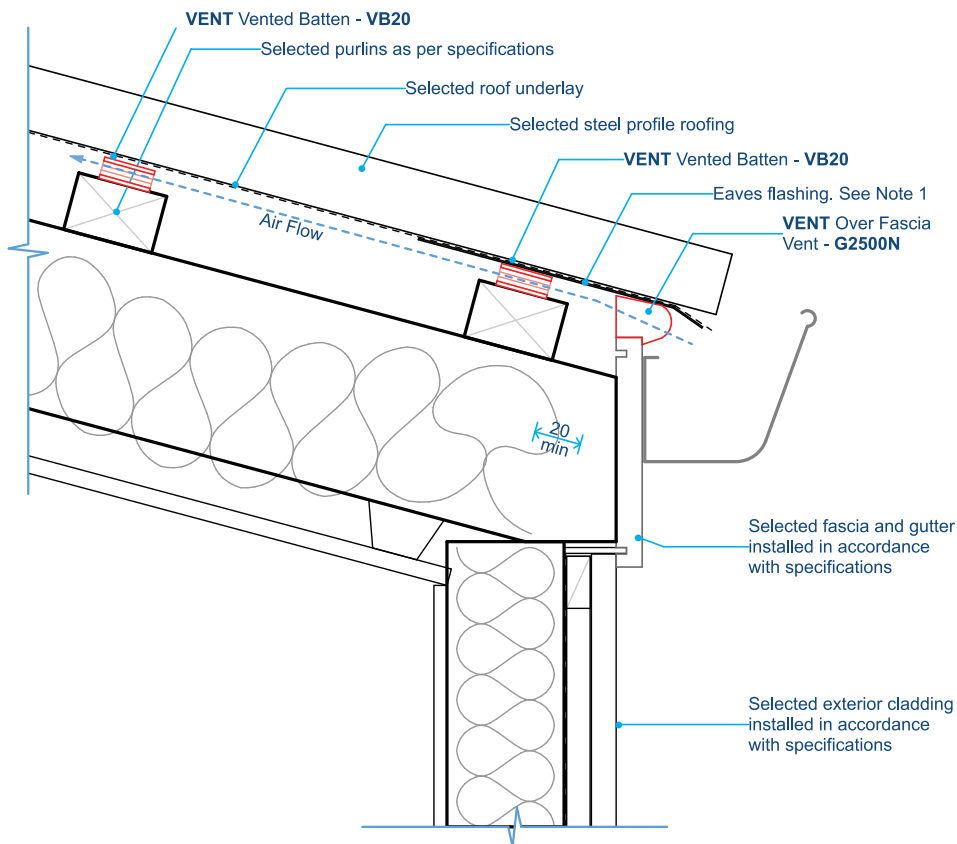 VENT Vented Batten - VB20
Selected purlins as per specifications
Selected roof underlay
Selected steel profile roofing
VENT Vented Batten - VB20
Eaves flashing. See Note 1
VENT Over Fascia
Vent - G2500N
Air Flow
20
min
Selected fascia and gutter
installed in accordance
with specifications
Selected exterior cladding
installed in accordance
with specifications